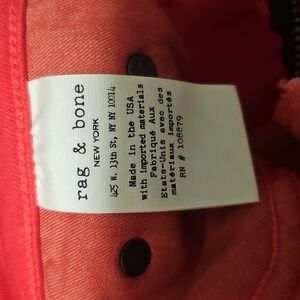 rag & bone
NEW YORK
425 W. 13th St, NY NY 10014
Made in the USA
with imported materials
Fabriqué Aux
Etats-Unis avec des
matériaux importés
RN # 108879